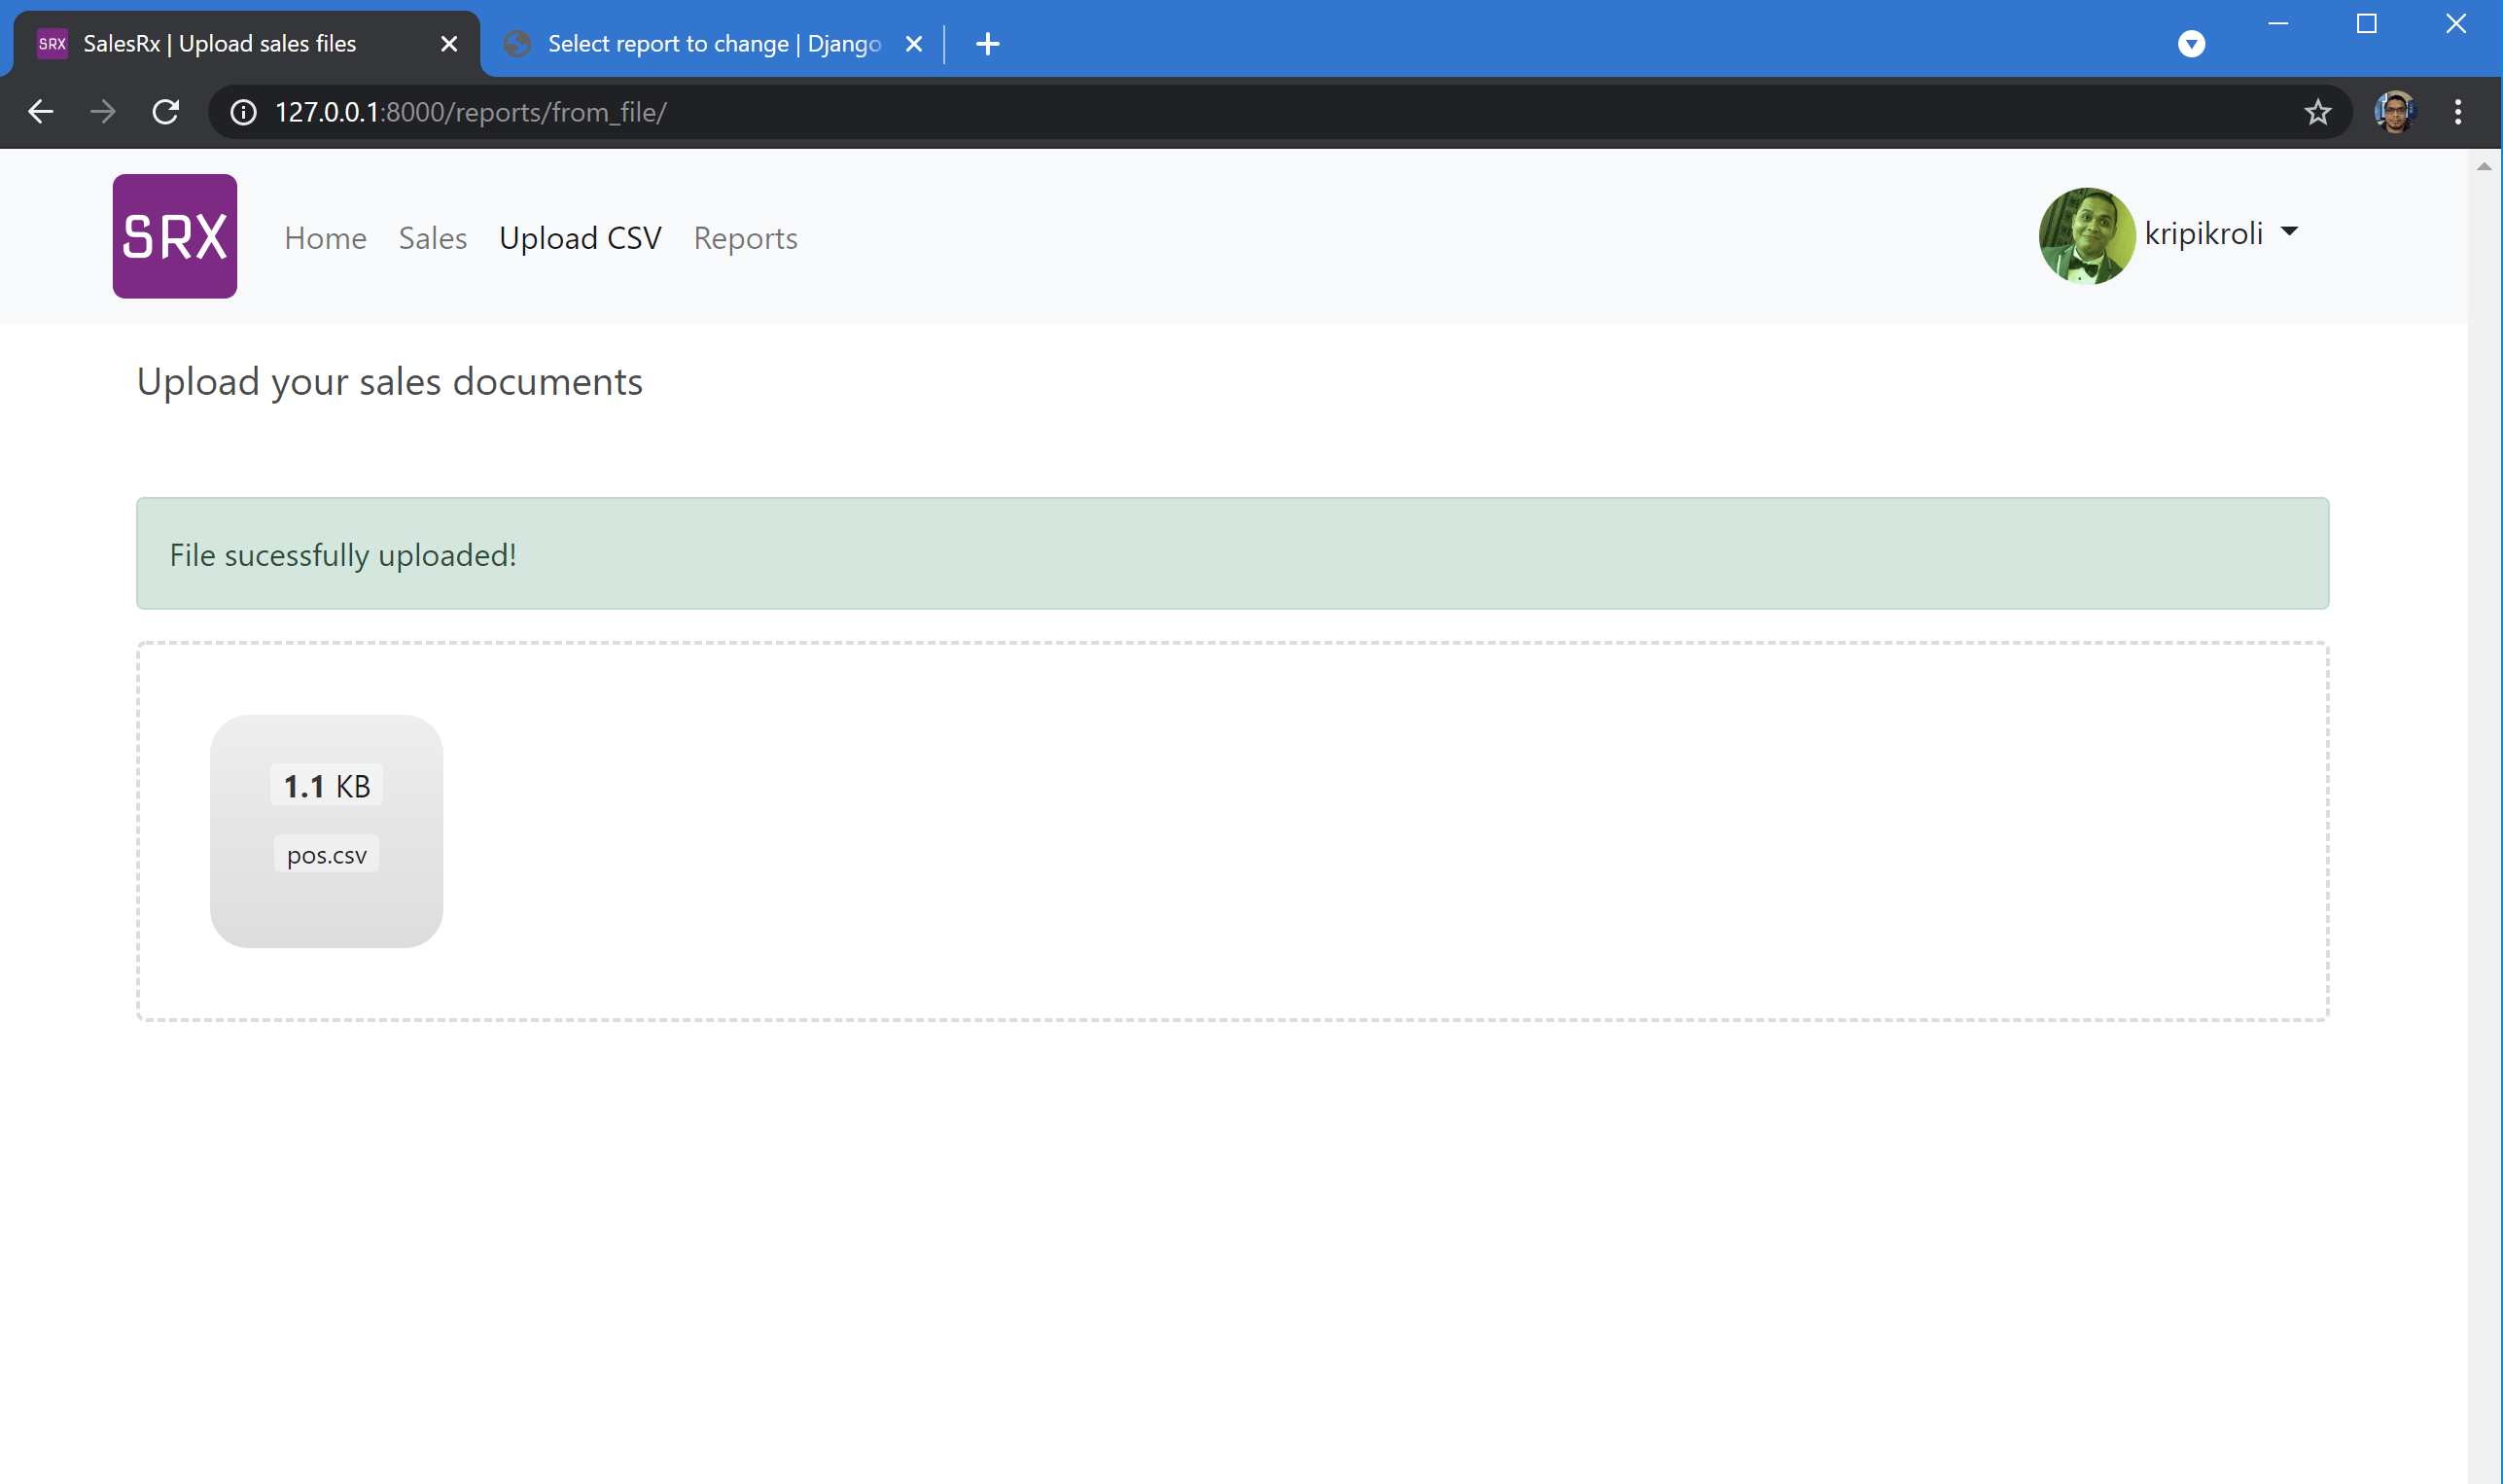 SRX SalesRx | Upload sales files
Select report to change | Django
127.0.0.1:8000/reports/from_file/
SRX
Home Sales Upload CSV Reports
kripikroli
Upload your sales documents
File sucessfully uploaded!
1.1 KB
pos.csv